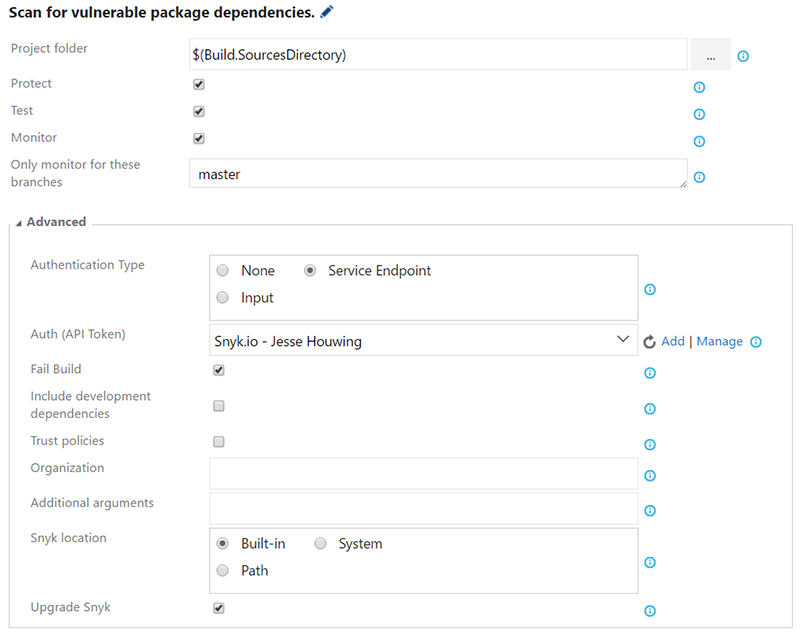 Scan for vulnerable package dependencies.
Project folder
$(Build.SourcesDirectory)
...
Protect
Test
Monitor
Only monitor for these
branches
master
Advanced
Authentication Type
None Service Endpoint
Input
Auth (API Token)
Snyk.io - Jesse Houwing
Add | Manage
Fail Build
Include development
dependencies
Trust policies
Organization
Additional arguments
Snyk location
Built-in System
Path
Upgrade Snyk